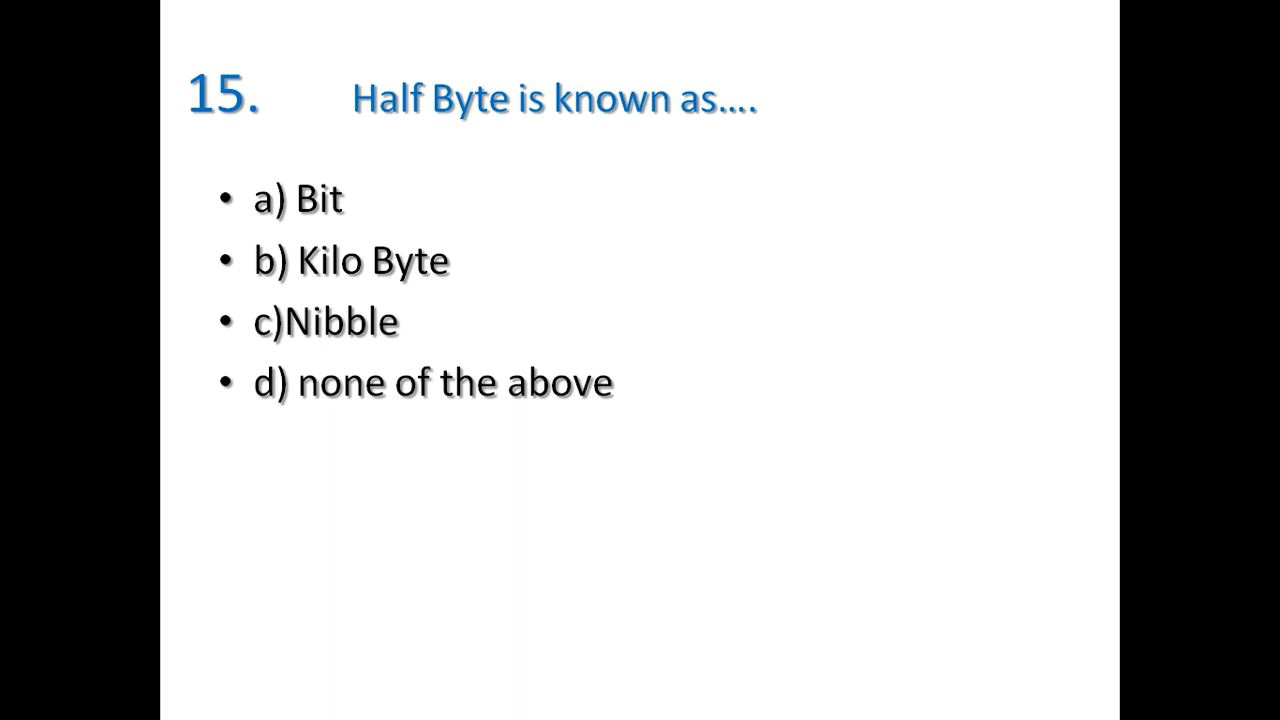 15. Half Byte is known as....
• a) Bit
• b) Kilo Byte
• c)Nibble
• d) none of the above